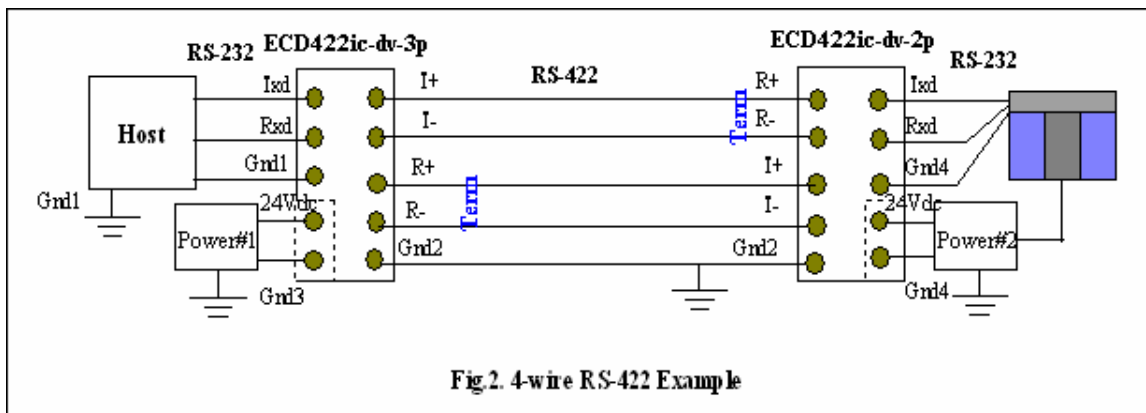 RS-232
ECD422ic-dv-3p
ECD422ic-dv-2p
RS-232
RS-422
Host
Ixd
Rxd
Gnd1
Gnd1
24Vdc
Power#1
Gnd3
I+
I-
R+
R-
Gnd2
Term
Term
R+
R-
I+
I-
Gnd2
Ixd
Rxd
Gnd4
24Vdc
Power#2
Gnd4
Fig.2. 4-wire RS-422 Example